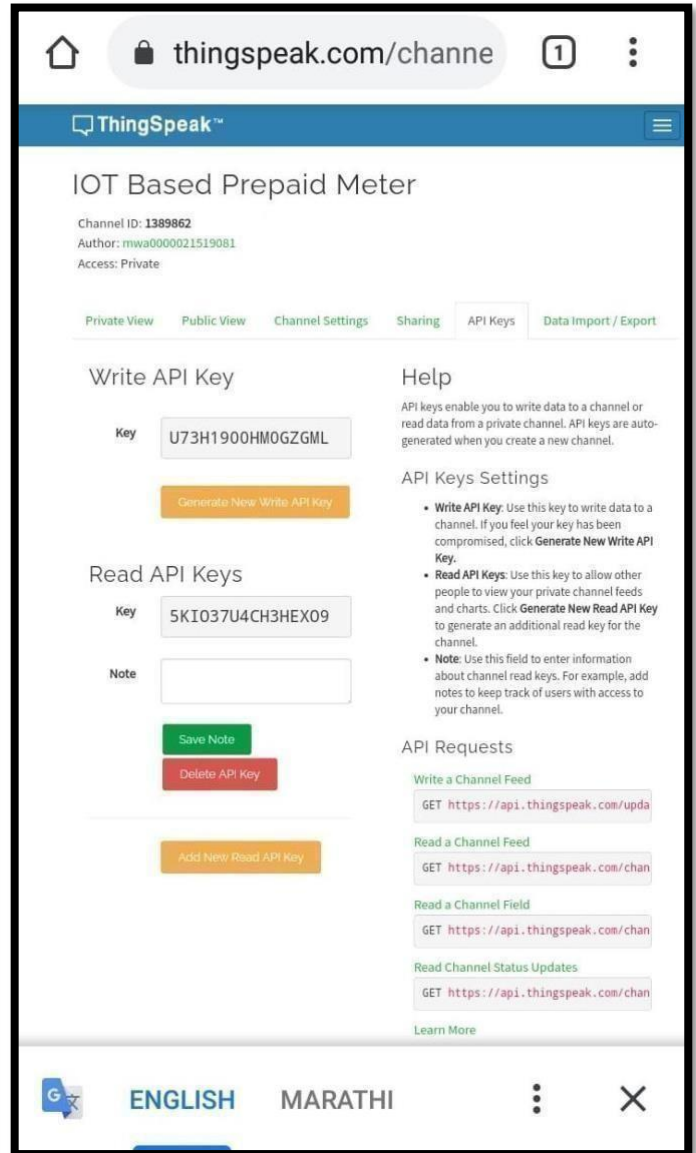 thingspeak.com/channe
1
ThingSpeak™
IOT Based Prepaid Meter
Channel ID: 1389862
Author: mwa0000021519081
Access: Private
Private View
Public View
Channel Settings
Sharing
API Keys
Data Import / Export
Write API Key
Key
U73H1900HM0GZGML
Generate New Write API Key
Read API Keys
Key
5KIO37U4CH3HEXO9
Note
Save Note
Delete API Key
Add New Read API Key
Help
API keys enable you to write data to a channel or
read data from a private channel. API keys are auto-
generated when you create a new channel.
API Keys Settings
• Write API Key: Use this key to write data to a
channel. If you feel your key has been
compromised, click Generate New Write API
Key.
• Read API Keys: Use this key to allow other
people to view your private channel feeds
and charts. Click Generate New Read API Key
to generate an additional read key for the
channel.
• Note: Use this field to enter information
about channel read keys. For example, add
notes to keep track of users with access to
your channel.
API Requests
Write a Channel Feed
GET https://api.thingspeak.com/upda
Read a Channel Feed
GET https://api.thingspeak.com/chan
Read a Channel Field
GET https://api.thingspeak.com/chan
Read Channel Status Updates
GET https://api.thingspeak.com/chan
Learn More
G 文
ENGLISH
MARATHI